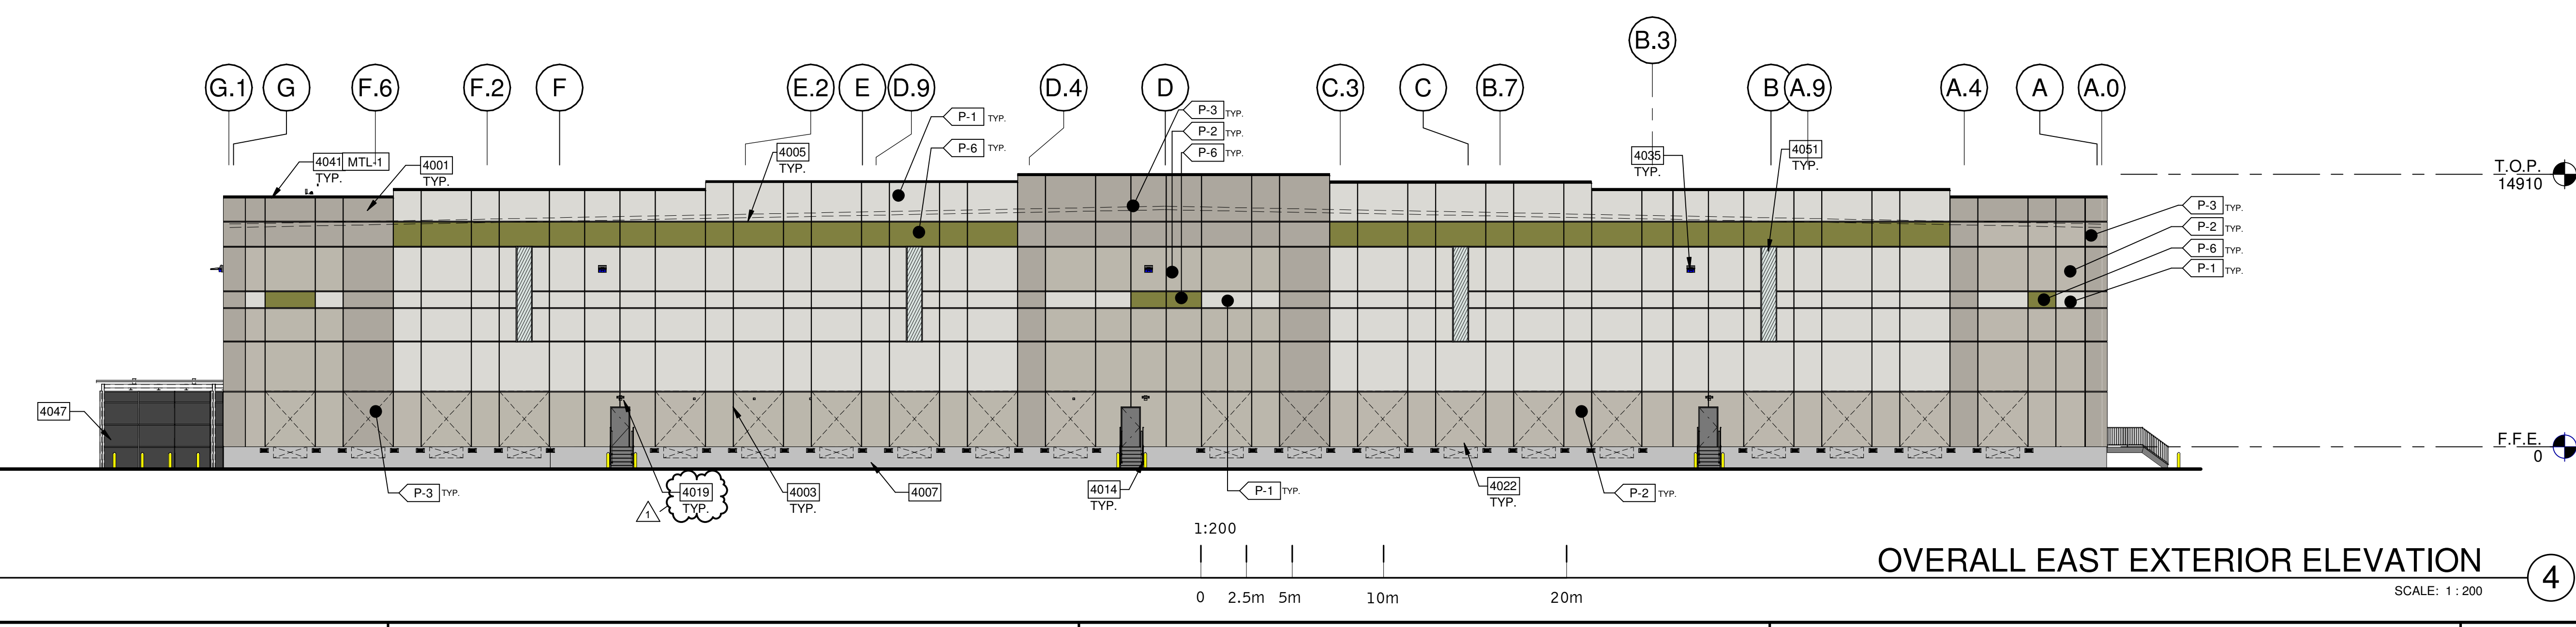 B.3
G.1 G F.6 F.2 F E.2 E D.9 D.4 D C.3 C B.7 B A.9 A.4 A A.0
P-3 TYP.
P-1 TYP.
P-2 TYP.
P-6 TYP.
P-6 TYP.
4041 MTL-1
TYP.
4001
TYP.
4005
TYP.
4035
TYP.
4051
TYP.
T.O.P.
14910
P-3 TYP.
P-2 TYP.
P-6 TYP.
P-1 TYP.
4047
F.F.E.
0
P-3 TYP.
1
4019
TYP.
4003
TYP.
4007
4014
TYP.
P-1 TYP.
4022
TYP.
P-2 TYP.
1:200
0 2.5m 5m 10m 20m
OVERALL EAST EXTERIOR ELEVATION
SCALE: 1 : 200
4